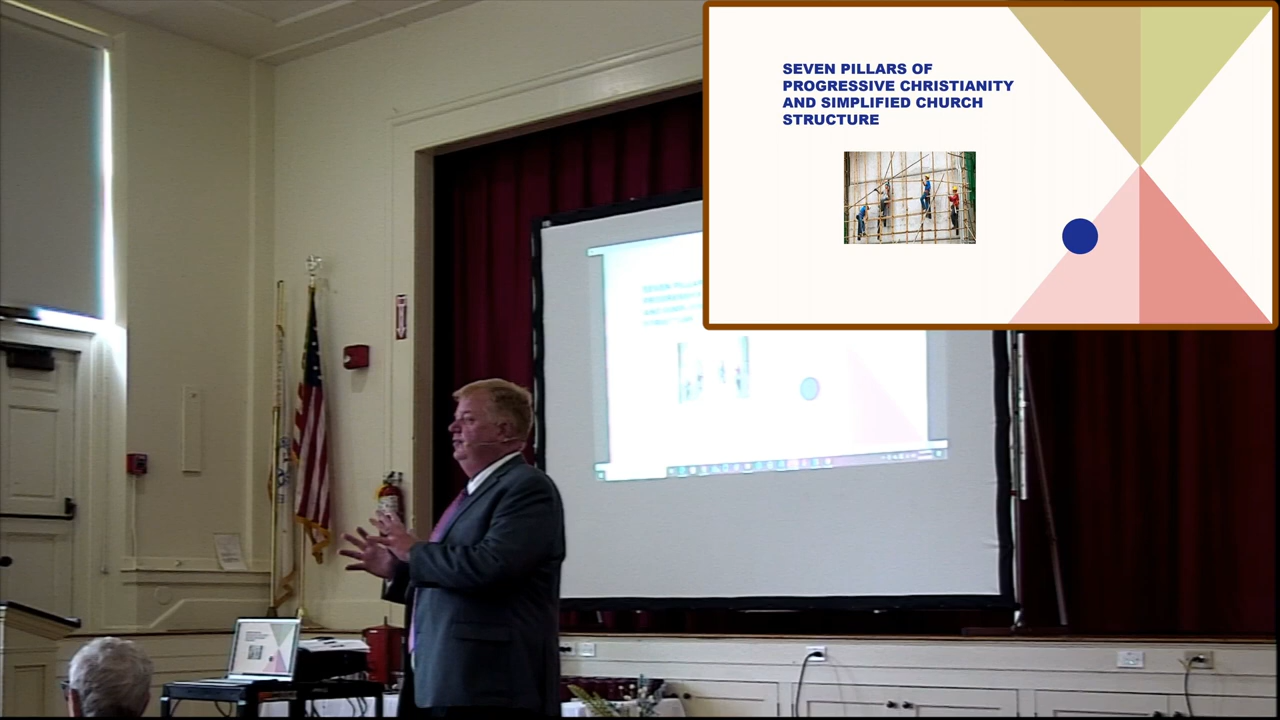 SEVEN PILLARS OF
PROGRESSIVE CHRISTIANITY
AND SIMPLIFIED CHURCH
STRUCTURE